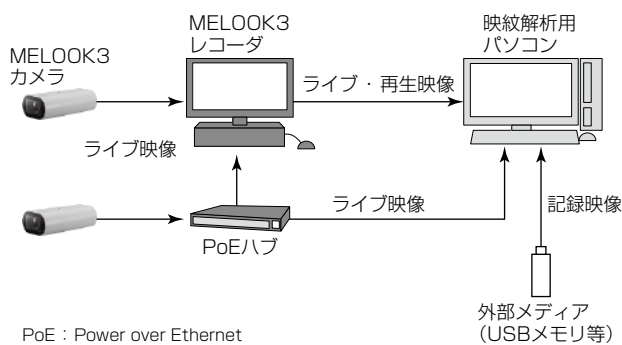 MELOOK3
カメラ
MELOOK3
レコーダ
映紋解析用
パソコン
ライブ・再生映像
ライブ映像
ライブ映像
記録映像
PoEハブ
外部メディア
（USBメモリ等）
PoE：Power over Ethernet